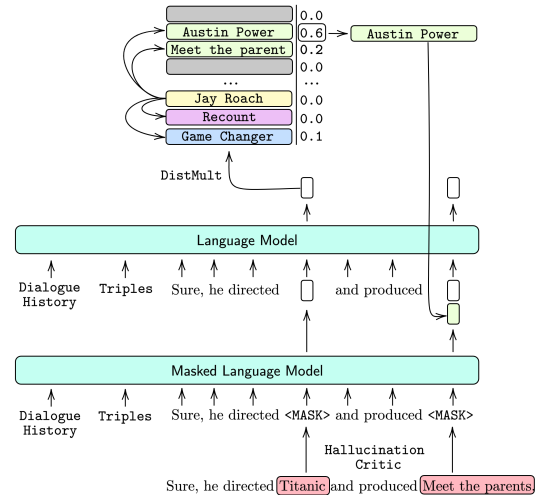 0.0
Austin Power 0.6 Austin Power
Meet the parent 0.2
0.0
... ...
Jay Roach 0.0
Recount 0.0
Game Changer 0.1
DistMult
Language Model
Dialogue History Triples Sure, he directed and produced
Masked Language Model
Dialogue History Triples Sure, he directed <MASK> and produced <MASK>
Hallucination
Critic
Sure, he directed Titanic and produced Meet the parents.